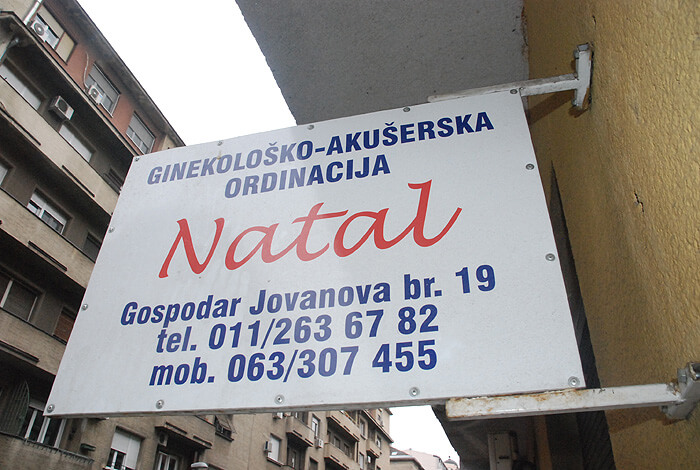 GINEKOLOŠKO-AKUŠERSKA
ORDINACIJA
Natal
Gospodar Jovanova br. 19
tel. 011/263 67 82
mob. 063/307 455